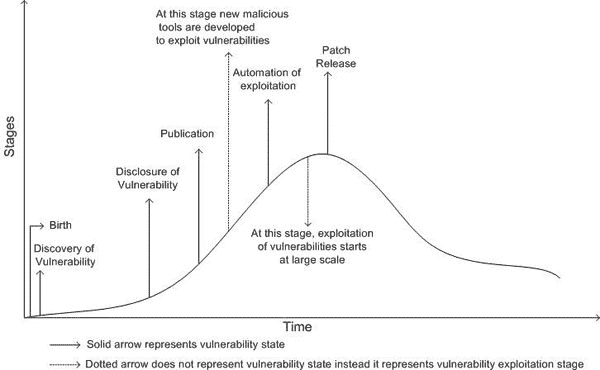 At this stage new malicious
tools are developed
to exploit vulnerabilities
Patch
Release
Automation of
exploitation
Publication
Disclosure of
Vulnerability
Birth
Discovery of
Vulnerability
At this stage, exploitation
of vulnerabilities starts
at large scale
Stages
Time
Solid arrow represents vulnerability state
Dotted arrow does not represent vulnerability state instead it represents vulnerability exploitation stage